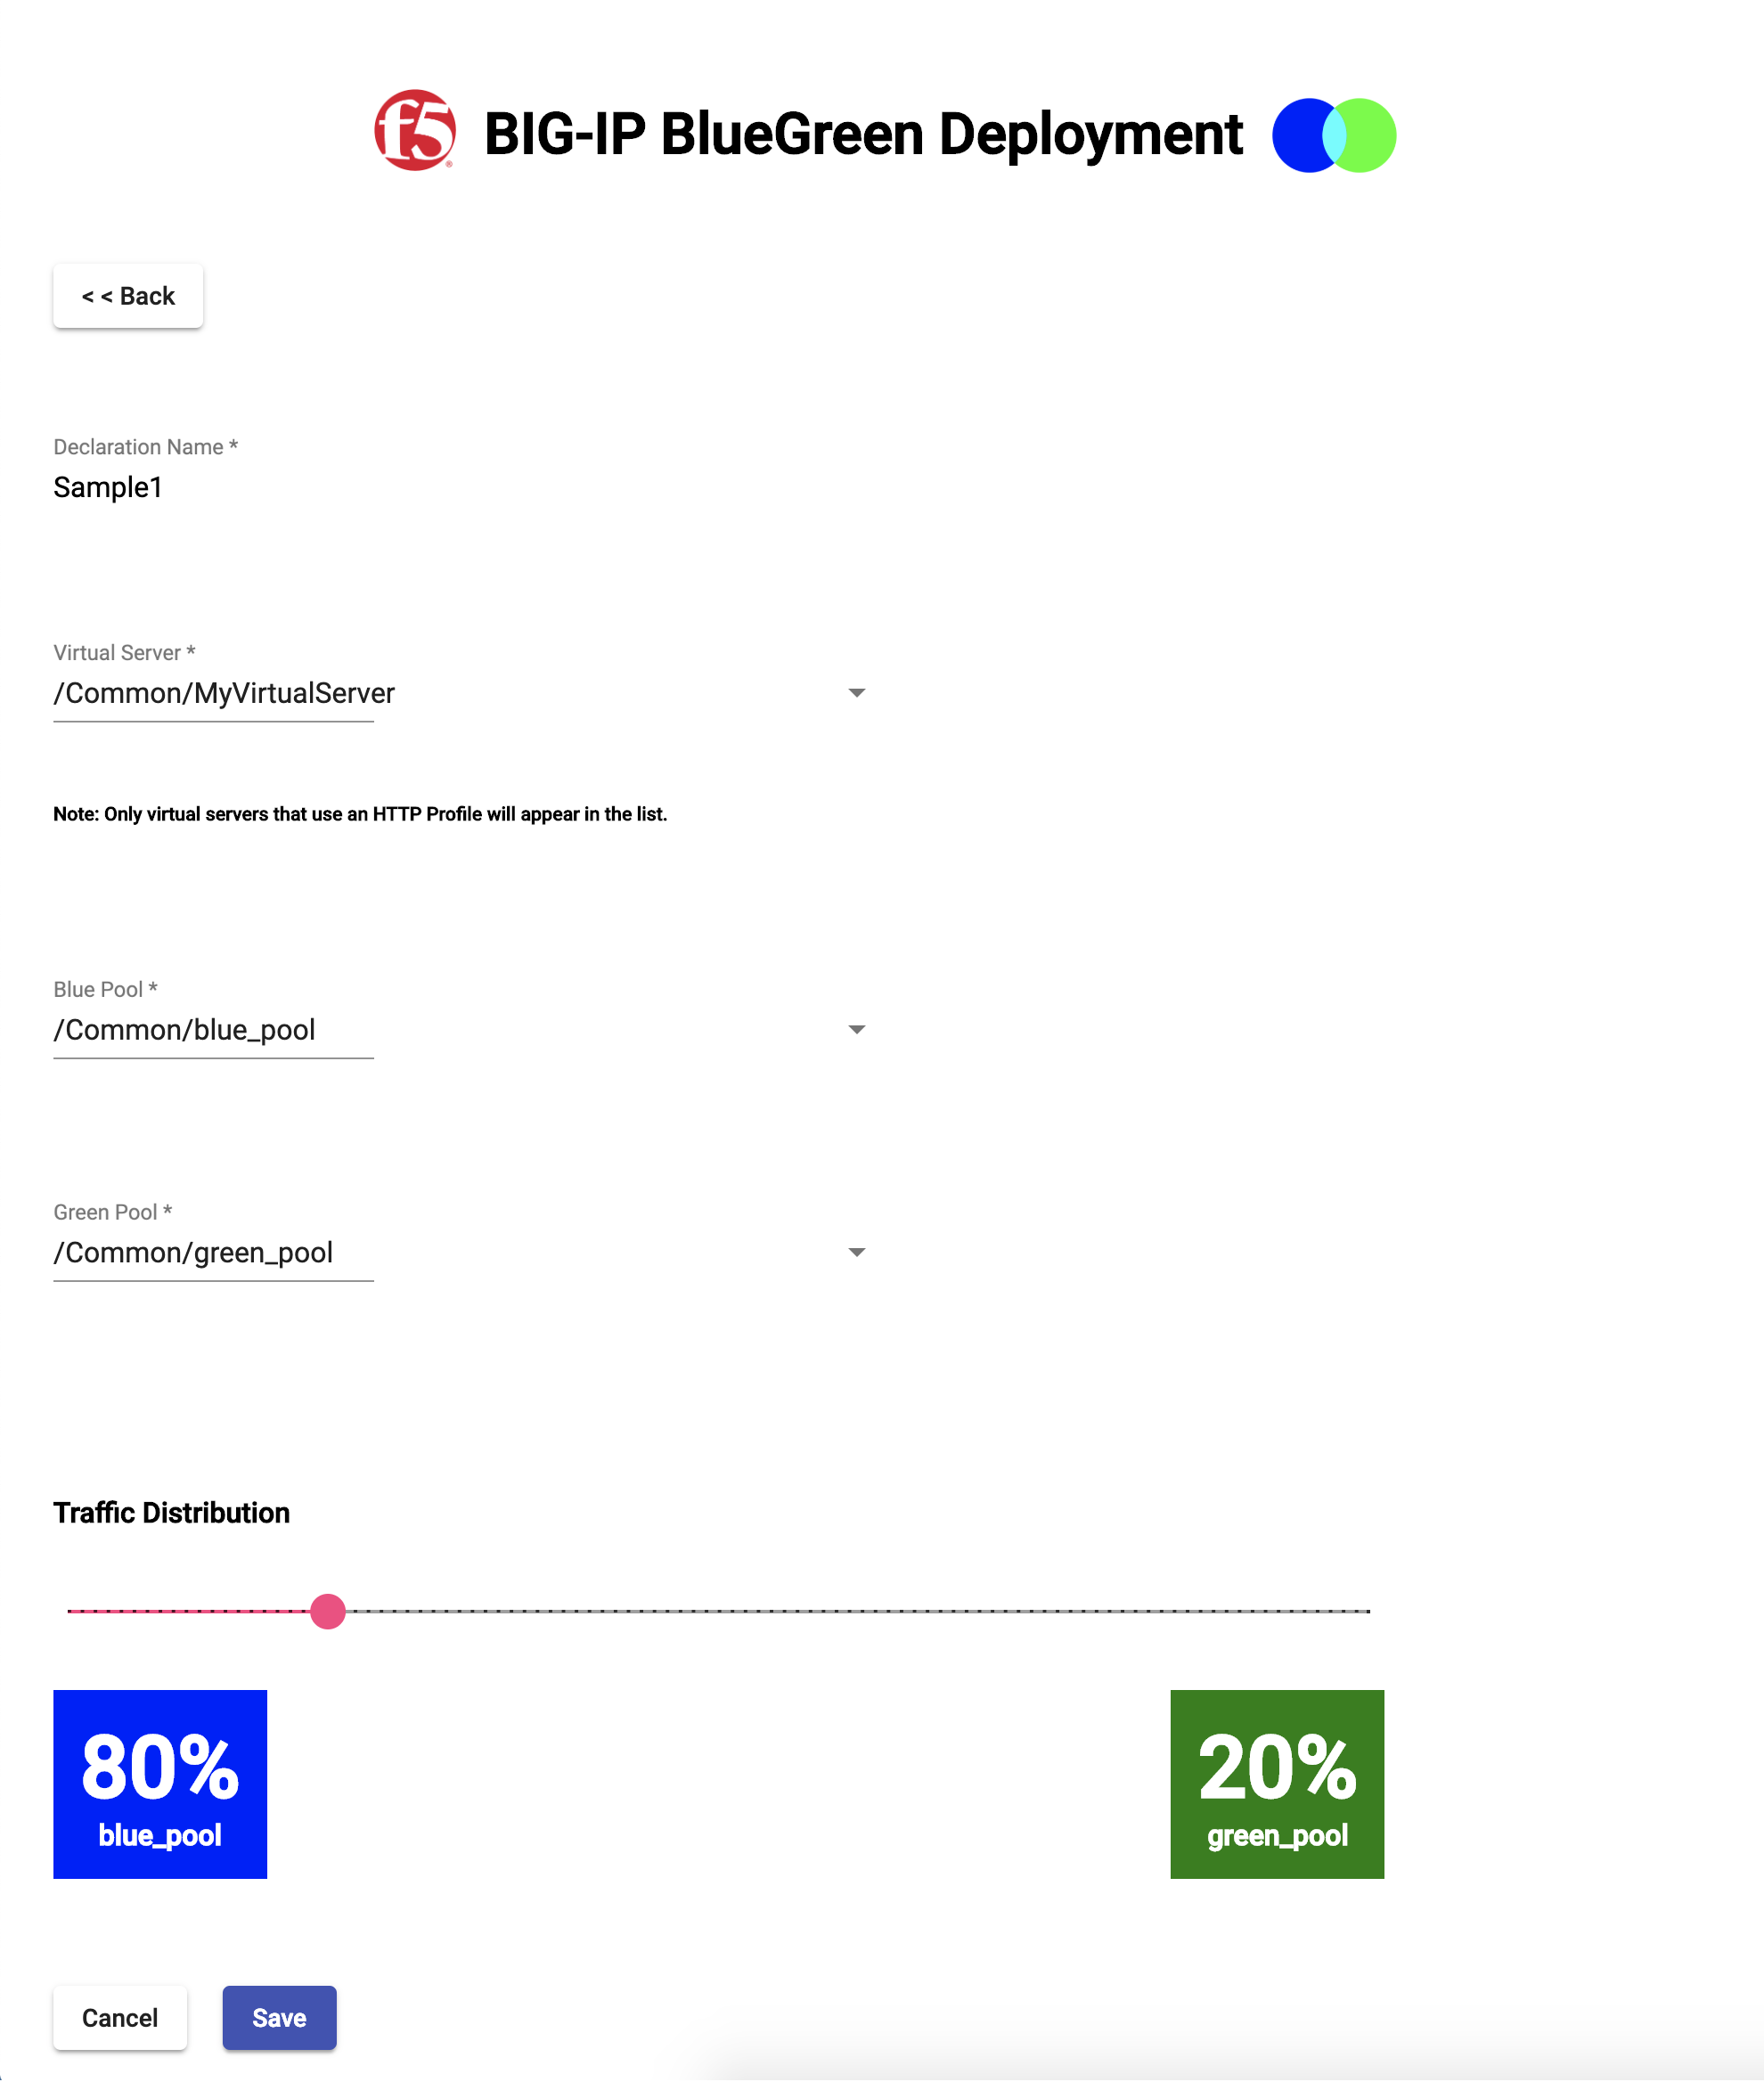 f5 BIG-IP BlueGreen Deployment
< < Back
Declaration Name *
Sample1
Virtual Server *
/Common/MyVirtualServer
Note: Only virtual servers that use an HTTP Profile will appear in the list.
Blue Pool *
/Common/blue_pool
Green Pool *
/Common/green_pool
Traffic Distribution
80% 20%
blue_pool green_pool
Cancel Save